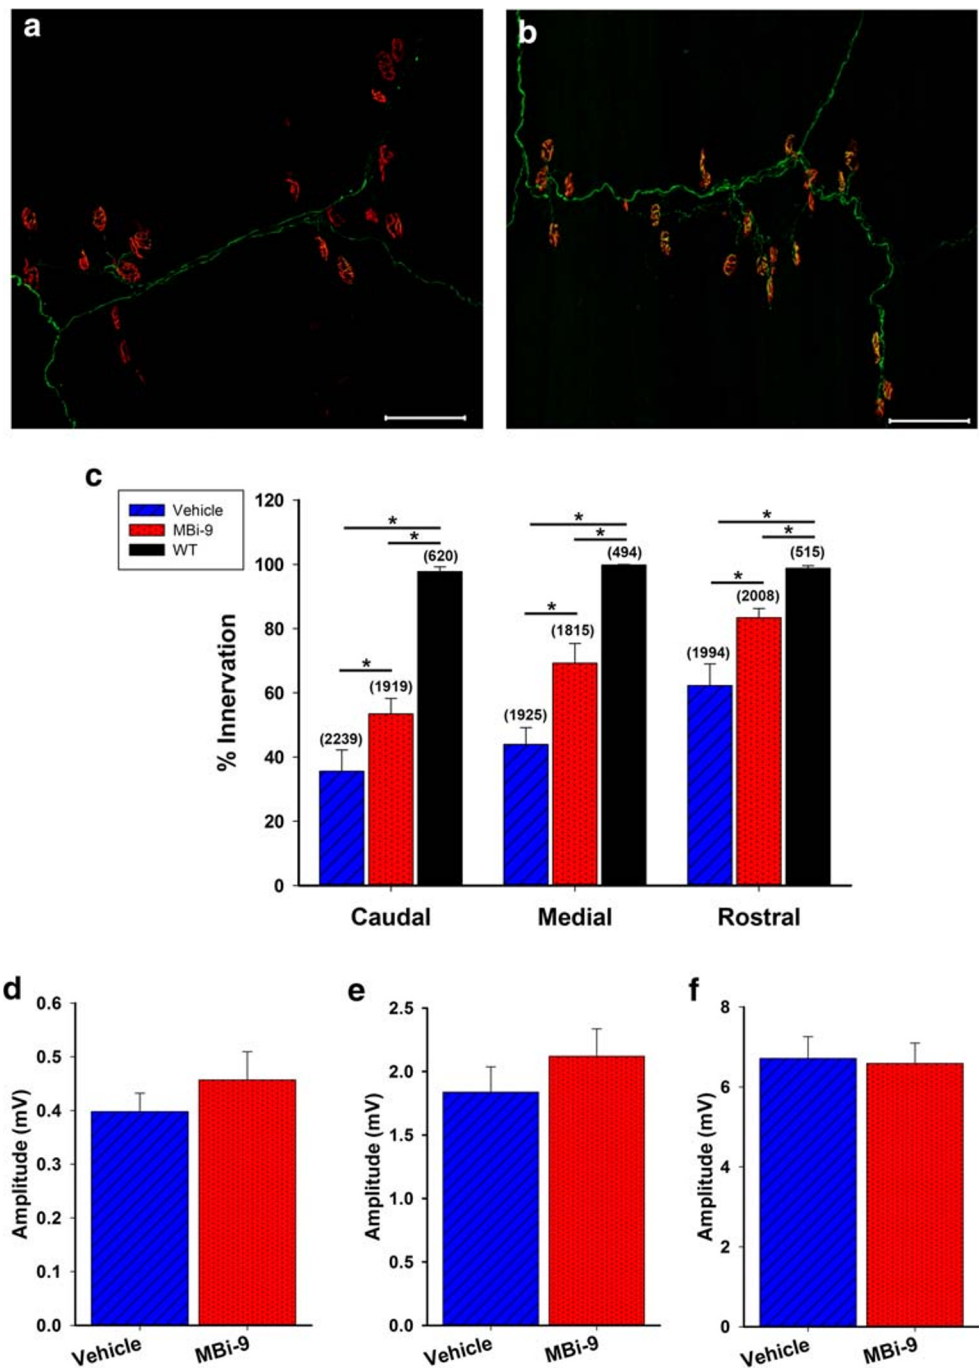 a
b
c
Vehicle
MBi-9
WT
120
100
80
60
40
20
0
% Innervation
(2239)
(1919)
(620)
(1925)
(1815)
(494)
(1994)
(2008)
(515)
*
*
*
*
*
*
*
*
*
Caudal
Medial
Rostral
d
0.6
0.5
0.4
0.3
0.2
0.1
0.0
Amplitude (mV)
Vehicle
MBi-9
e
2.5
2.0
1.5
1.0
0.5
0.0
Amplitude (mV)
Vehicle
MBi-9
f
8
6
4
2
0
Amplitude (mV)
Vehicle
MBi-9